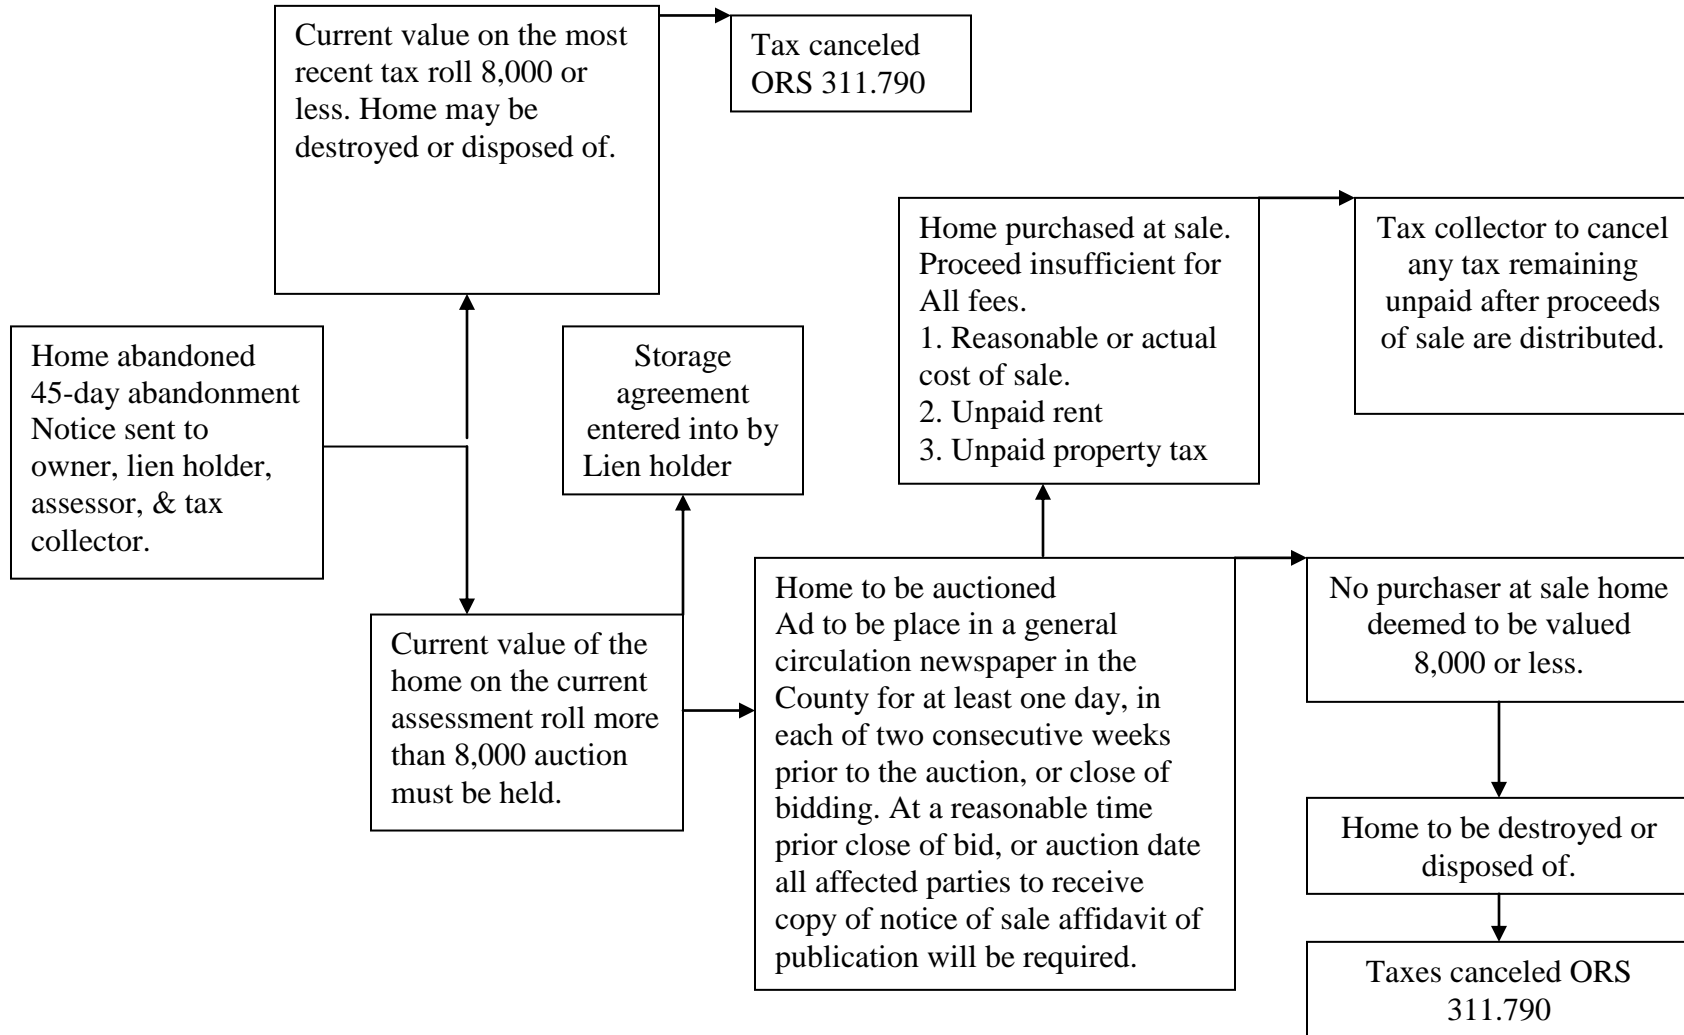 Current value on the most
recent tax roll 8,000 or
less. Home may be
destroyed or disposed of.
Tax canceled
ORS 311.790
Home abandoned
45-day abandonment
Notice sent to
owner, lien holder,
assessor, & tax
collector.
Storage
agreement
entered into by
Lien holder
Home purchased at sale.
Proceed insufficient for
All fees.
1. Reasonable or actual
cost of sale.
2. Unpaid rent
3. Unpaid property tax
Tax collector to cancel
any tax remaining
unpaid after proceeds
of sale are distributed.
Current value of the
home on the current
assessment roll more
than 8,000 auction
must be held.
Home to be auctioned
Ad to be place in a general
circulation newspaper in the
County for at least one day, in
each of two consecutive weeks
prior to the auction, or close of
bidding. At a reasonable time
prior close of bid, or auction date
all affected parties to receive
copy of notice of sale affidavit of
publication will be required.
No purchaser at sale home
deemed to be valued
8,000 or less.
Home to be destroyed or
disposed of.
Taxes canceled ORS
311.790